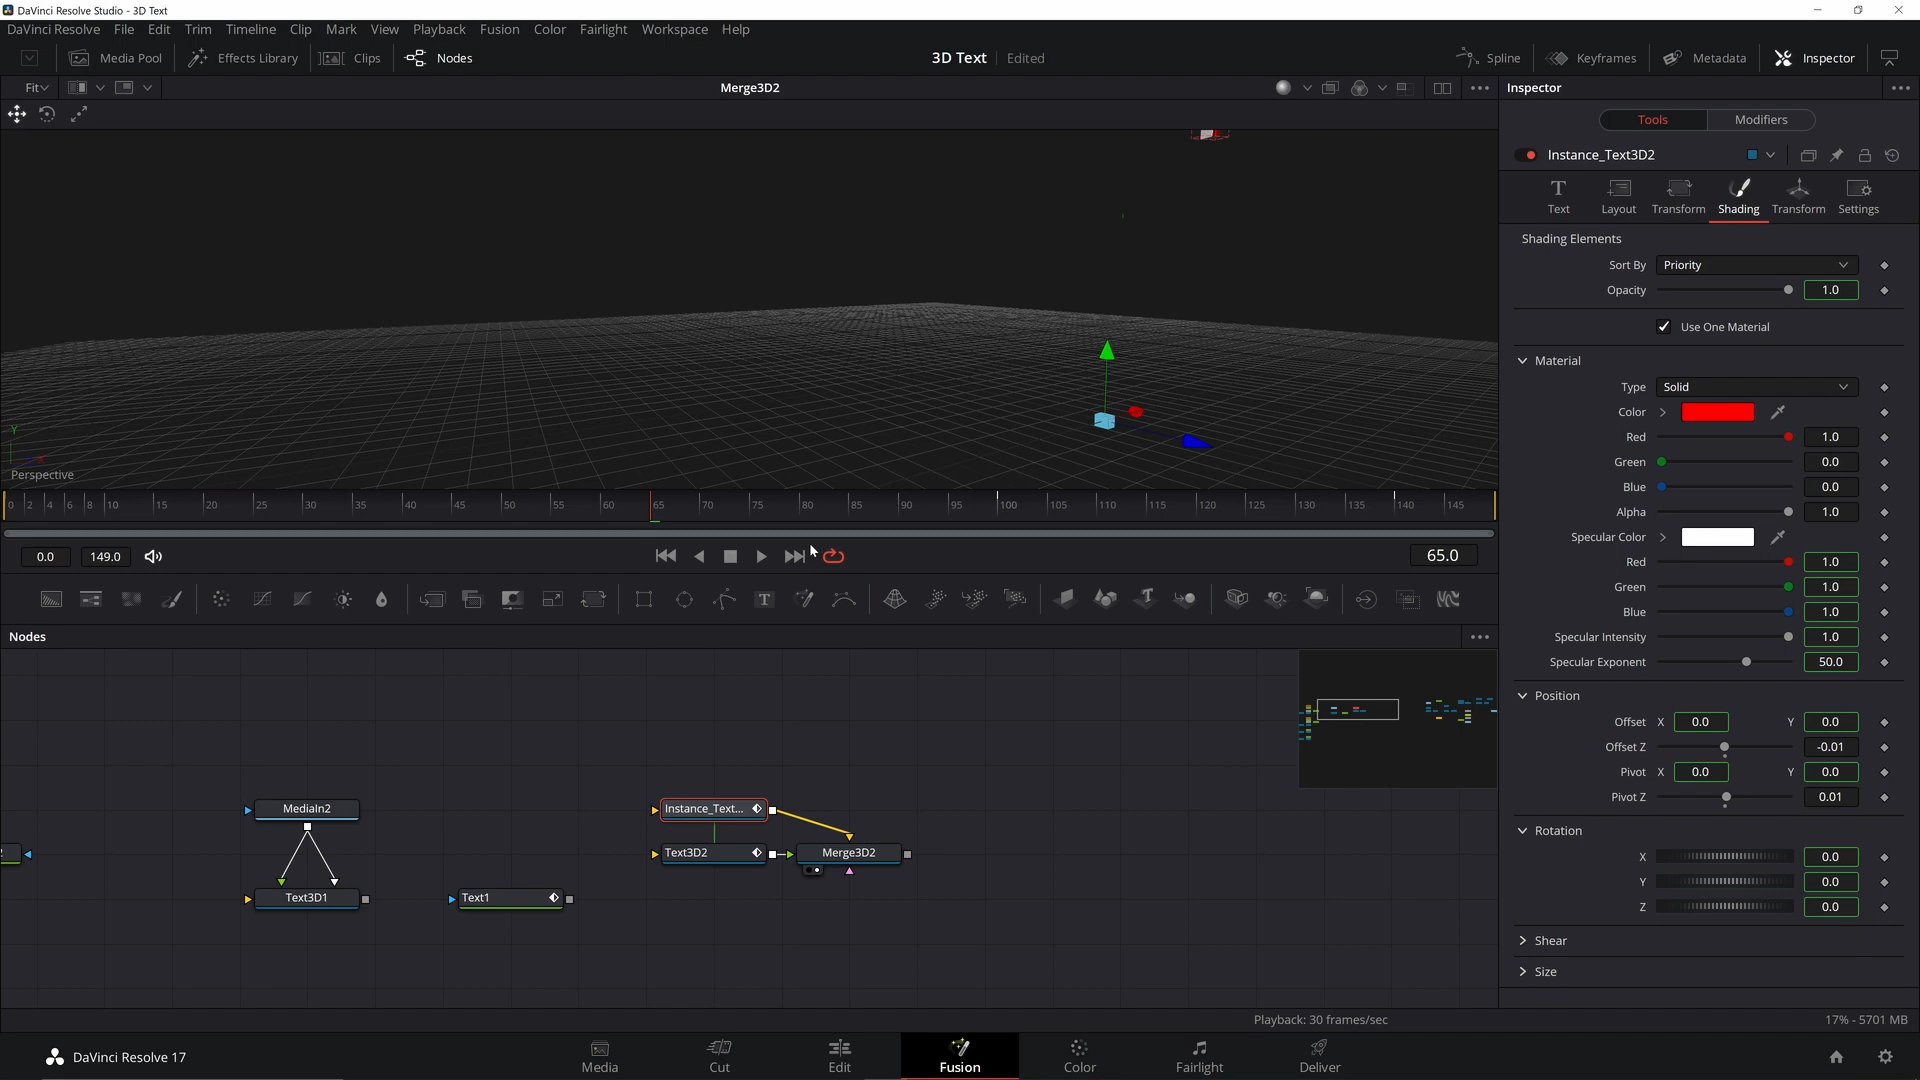 DaVinci Resolve Studio - 3D Text
DaVinci Resolve File Edit Trim Timeline Clip Mark View Playback Fusion Color Fairlight Workspace Help
Media Pool Effects Library Clips Nodes 3D Text Edited Spline Keyframes Metadata Inspector
Fit Merge3D2 Inspector
Tools Modifiers
Instance_Text3D2
Text Layout Transform Shading Transform Settings
Shading Elements
Sort By Priority
Opacity 1.0
Use One Material
Material
Type Solid
Color
Red 1.0
Green 0.0
Blue 0.0
Alpha 1.0
Specular Color
Red 1.0
Green 1.0
Blue 1.0
Specular Intensity 1.0
Specular Exponent 50.0
Position
Offset X 0.0 Y 0.0
Offset Z -0.01
Pivot X 0.0 Y 0.0
Pivot Z 0.01
Rotation
X 0.0
Y 0.0
Z 0.0
Shear
Size
Y
X
Perspective
0 2 4 6 8 10 15 20 25 30 35 40 45 50 55 60 65 70 75 80 85 90 95 100 105 110 115 120 125 130 135 140 145
0.0 149.0 65.0
Nodes
MediaIn2 Instance_Text...
Text3D2 Merge3D2
Text3D1 Text1
Playback: 30 frames/sec 17% - 5701 MB
DaVinci Resolve 17 Media Cut Edit Fusion Color Fairlight Deliver